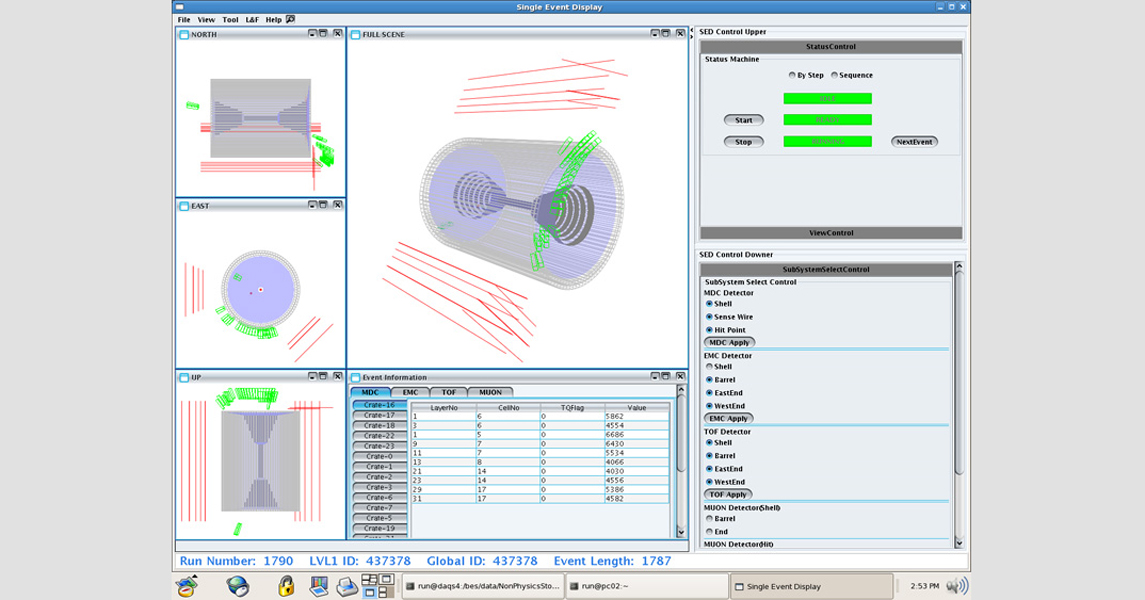 Single Event Display
File View Tool L&F Help
NORTH
FULL SCENE
EAST
UP
SED Control Upper
StatusControl
Status Machine
By Step Sequence
Start
Stop
NextEvent
ViewControl
SED Control Downer
SubSystemSelectControl
SubSystem Select Control
MDC Detector
Shell
Sense Wire
Hit Point
MDC Apply
EMC Detector
Shell
Barrel
EastEnd
WestEnd
EMC Apply
TOF Detector
Shell
Barrel
EastEnd
WestEnd
TOF Apply
MUON Detector(Shell)
Barrel
End
MUON Detector(Hit)
Event Information
MDC EMC TOF MUON
Crate-16
Crate-17
Crate-18
Crate-22
Crate-23
Crate-0
Crate-1
Crate-2
Crate-3
Crate-6
Crate-7
Crate-5
Crate-19
LayerNo CellNo TQFlag Value
1 6 0 5862
3 6 0 4554
1 5 0 6686
9 7 0 6430
11 7 0 5534
13 8 0 4066
21 14 0 4030
23 14 0 4556
29 17 0 5386
31 17 0 4582
Run Number: 1790 LVL1 ID: 437378 Global ID: 437378 Event Length: 1787
run@daqs4:/bes/data/NonPhysicsSto...
run@pc02:~
Single Event Display
2:53 PM